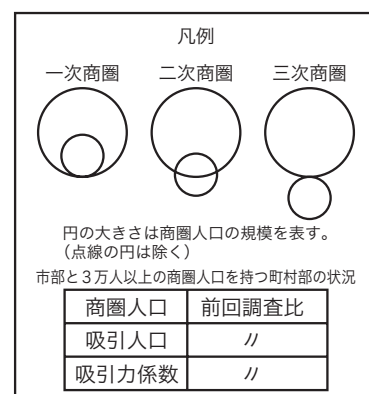 凡例
一次商圏 二次商圏 三次商圏
円の大きさは商圏人口の規模を表す。
（点線の円は除く）
市部と３万人以上の商圏人口を持つ町村部の状況
商圏人口 前回調査比
吸引人口 〃
吸引力係数 〃